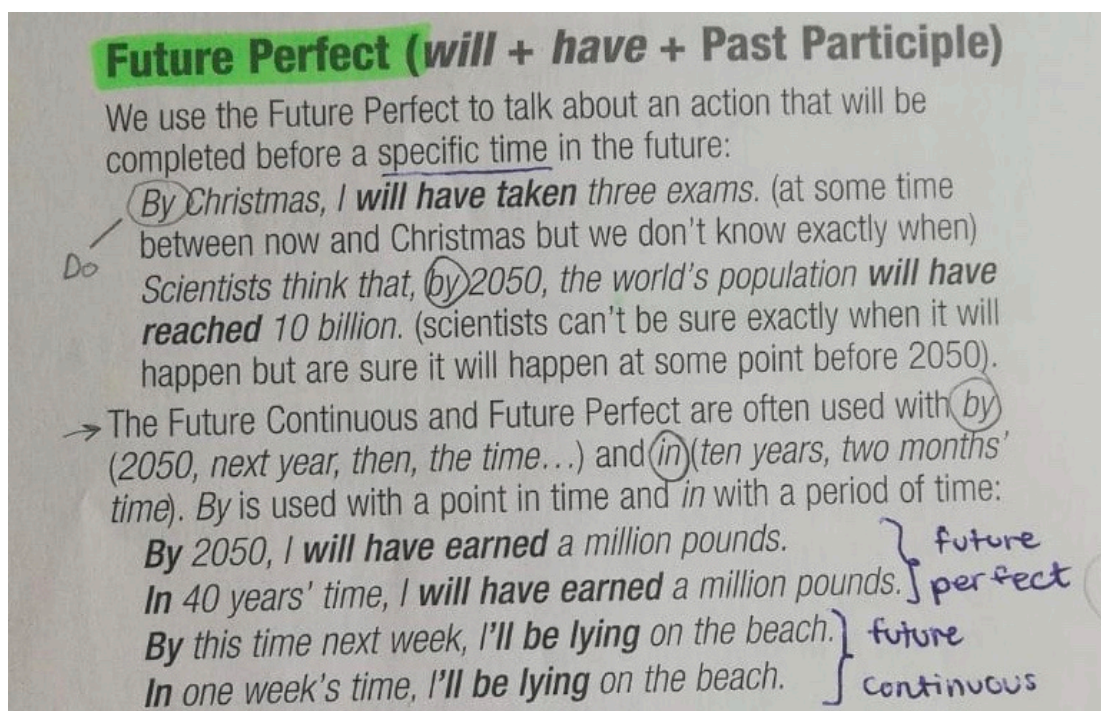 Future Perfect (will + have + Past Participle)
We use the Future Perfect to talk about an action that will be
completed before a specific time in the future:
By Christmas, I will have taken three exams. (at some time
between now and Christmas but we don't know exactly when)
Do
Scientists think that, by 2050, the world's population will have
reached 10 billion. (scientists can't be sure exactly when it will
happen but are sure it will happen at some point before 2050).
→ The Future Continuous and Future Perfect are often used with by
(2050, next year, then, the time...) and in (ten years, two months'
time). By is used with a point in time and in with a period of time:
By 2050, I will have earned a million pounds. future
In 40 years' time, I will have earned a million pounds. perfect
By this time next week, I'll be lying on the beach. future
In one week's time, I'll be lying on the beach. continuous